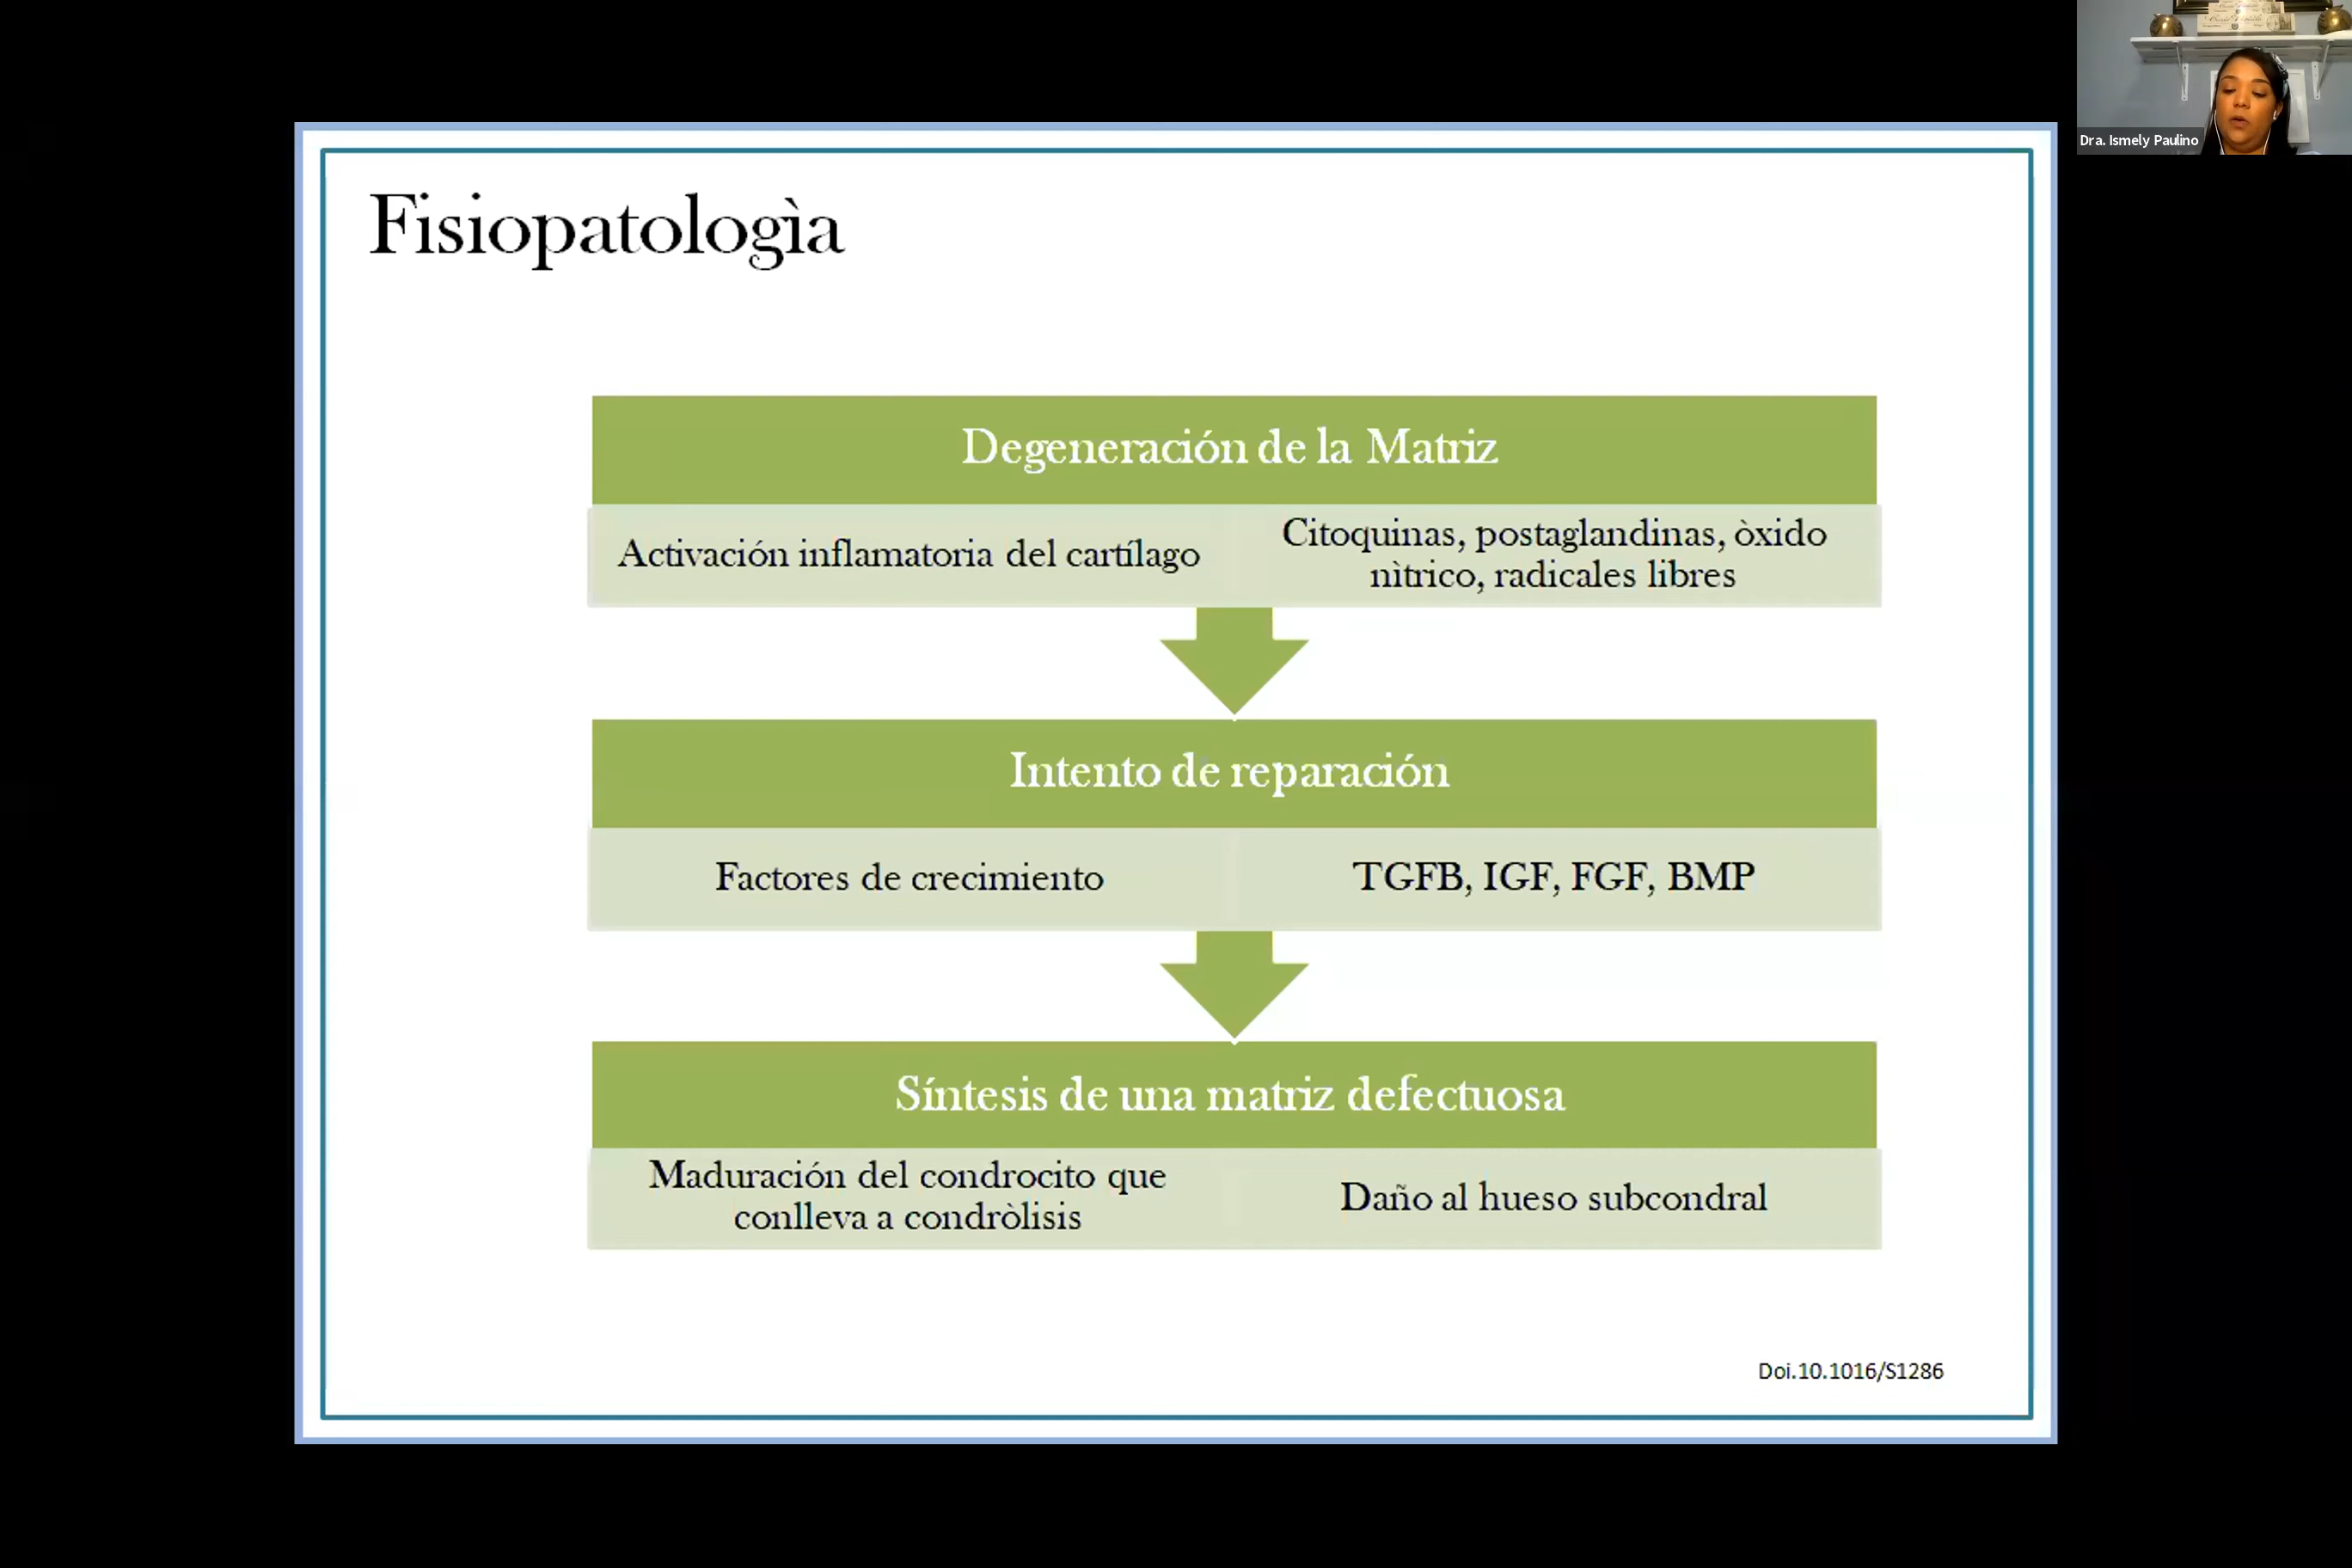 Fisiopatologìa
Degeneración de la Matriz
Activación inflamatoria del cartílago
Citoquinas, postaglandinas, òxido
nìtrico, radicales libres
Intento de reparación
Factores de crecimiento
TGFB, IGF, FGF, BMP
Síntesis de una matriz defectuosa
Maduración del condrocito que
conlleva a condròlisis
Daño al hueso subcondral
Doi.10.1016/S1286
Dra. Ismely Paulino